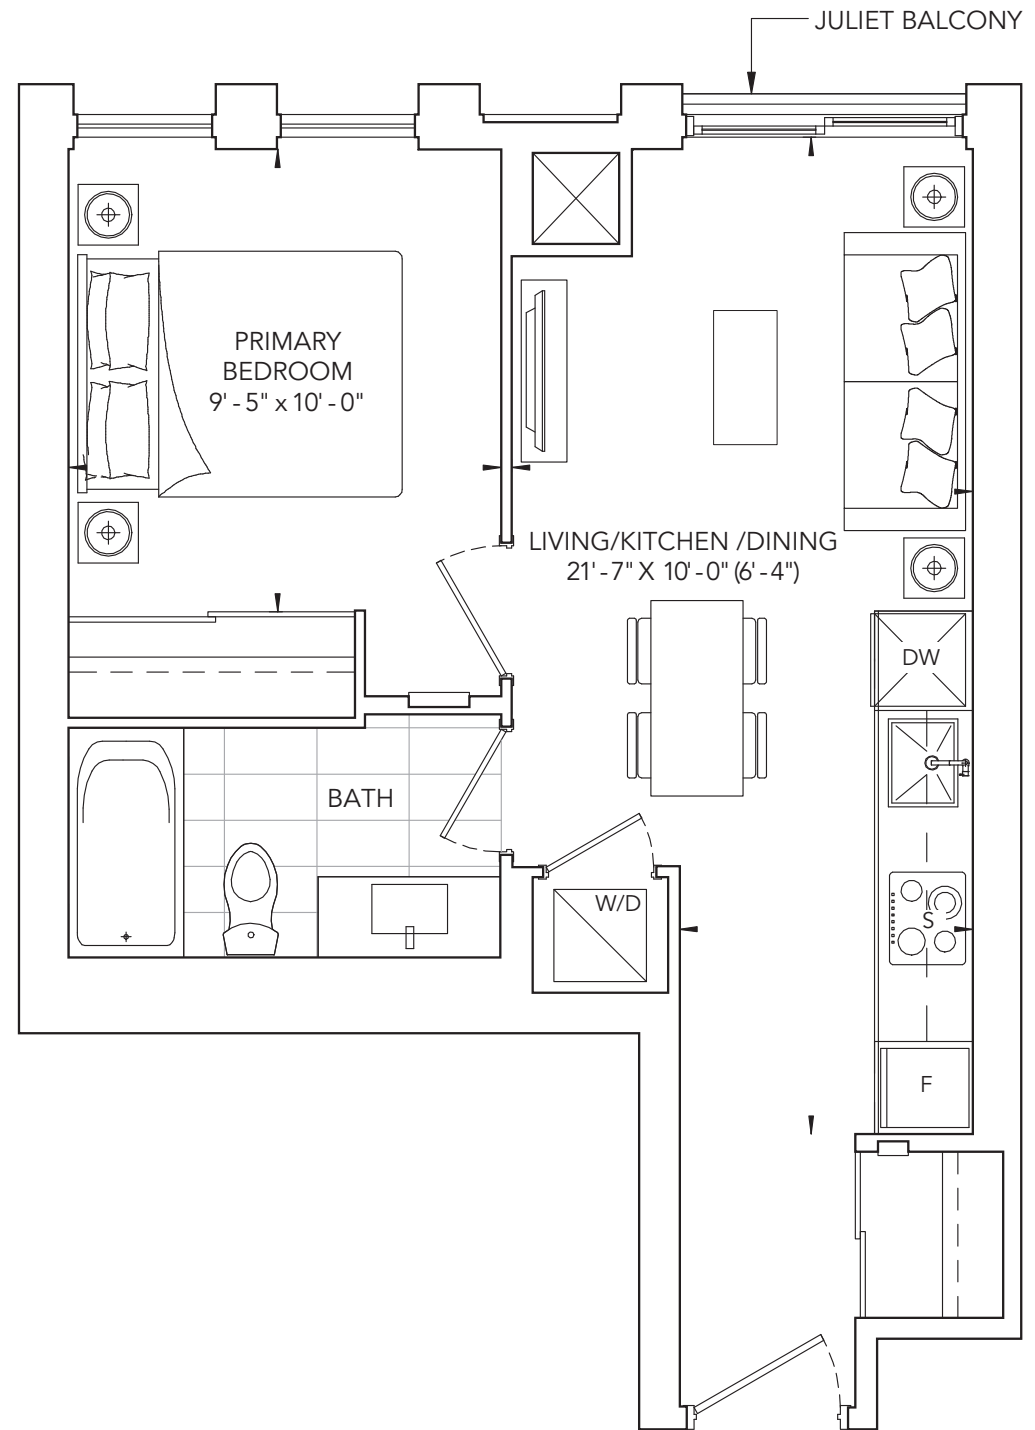 JULIET BALCONY
PRIMARY
BEDROOM
9'-5" x 10'-0"
LIVING/KITCHEN /DINING
21'-7" X 10'-0" (6'-4")
DW
BATH
W/D
S
F